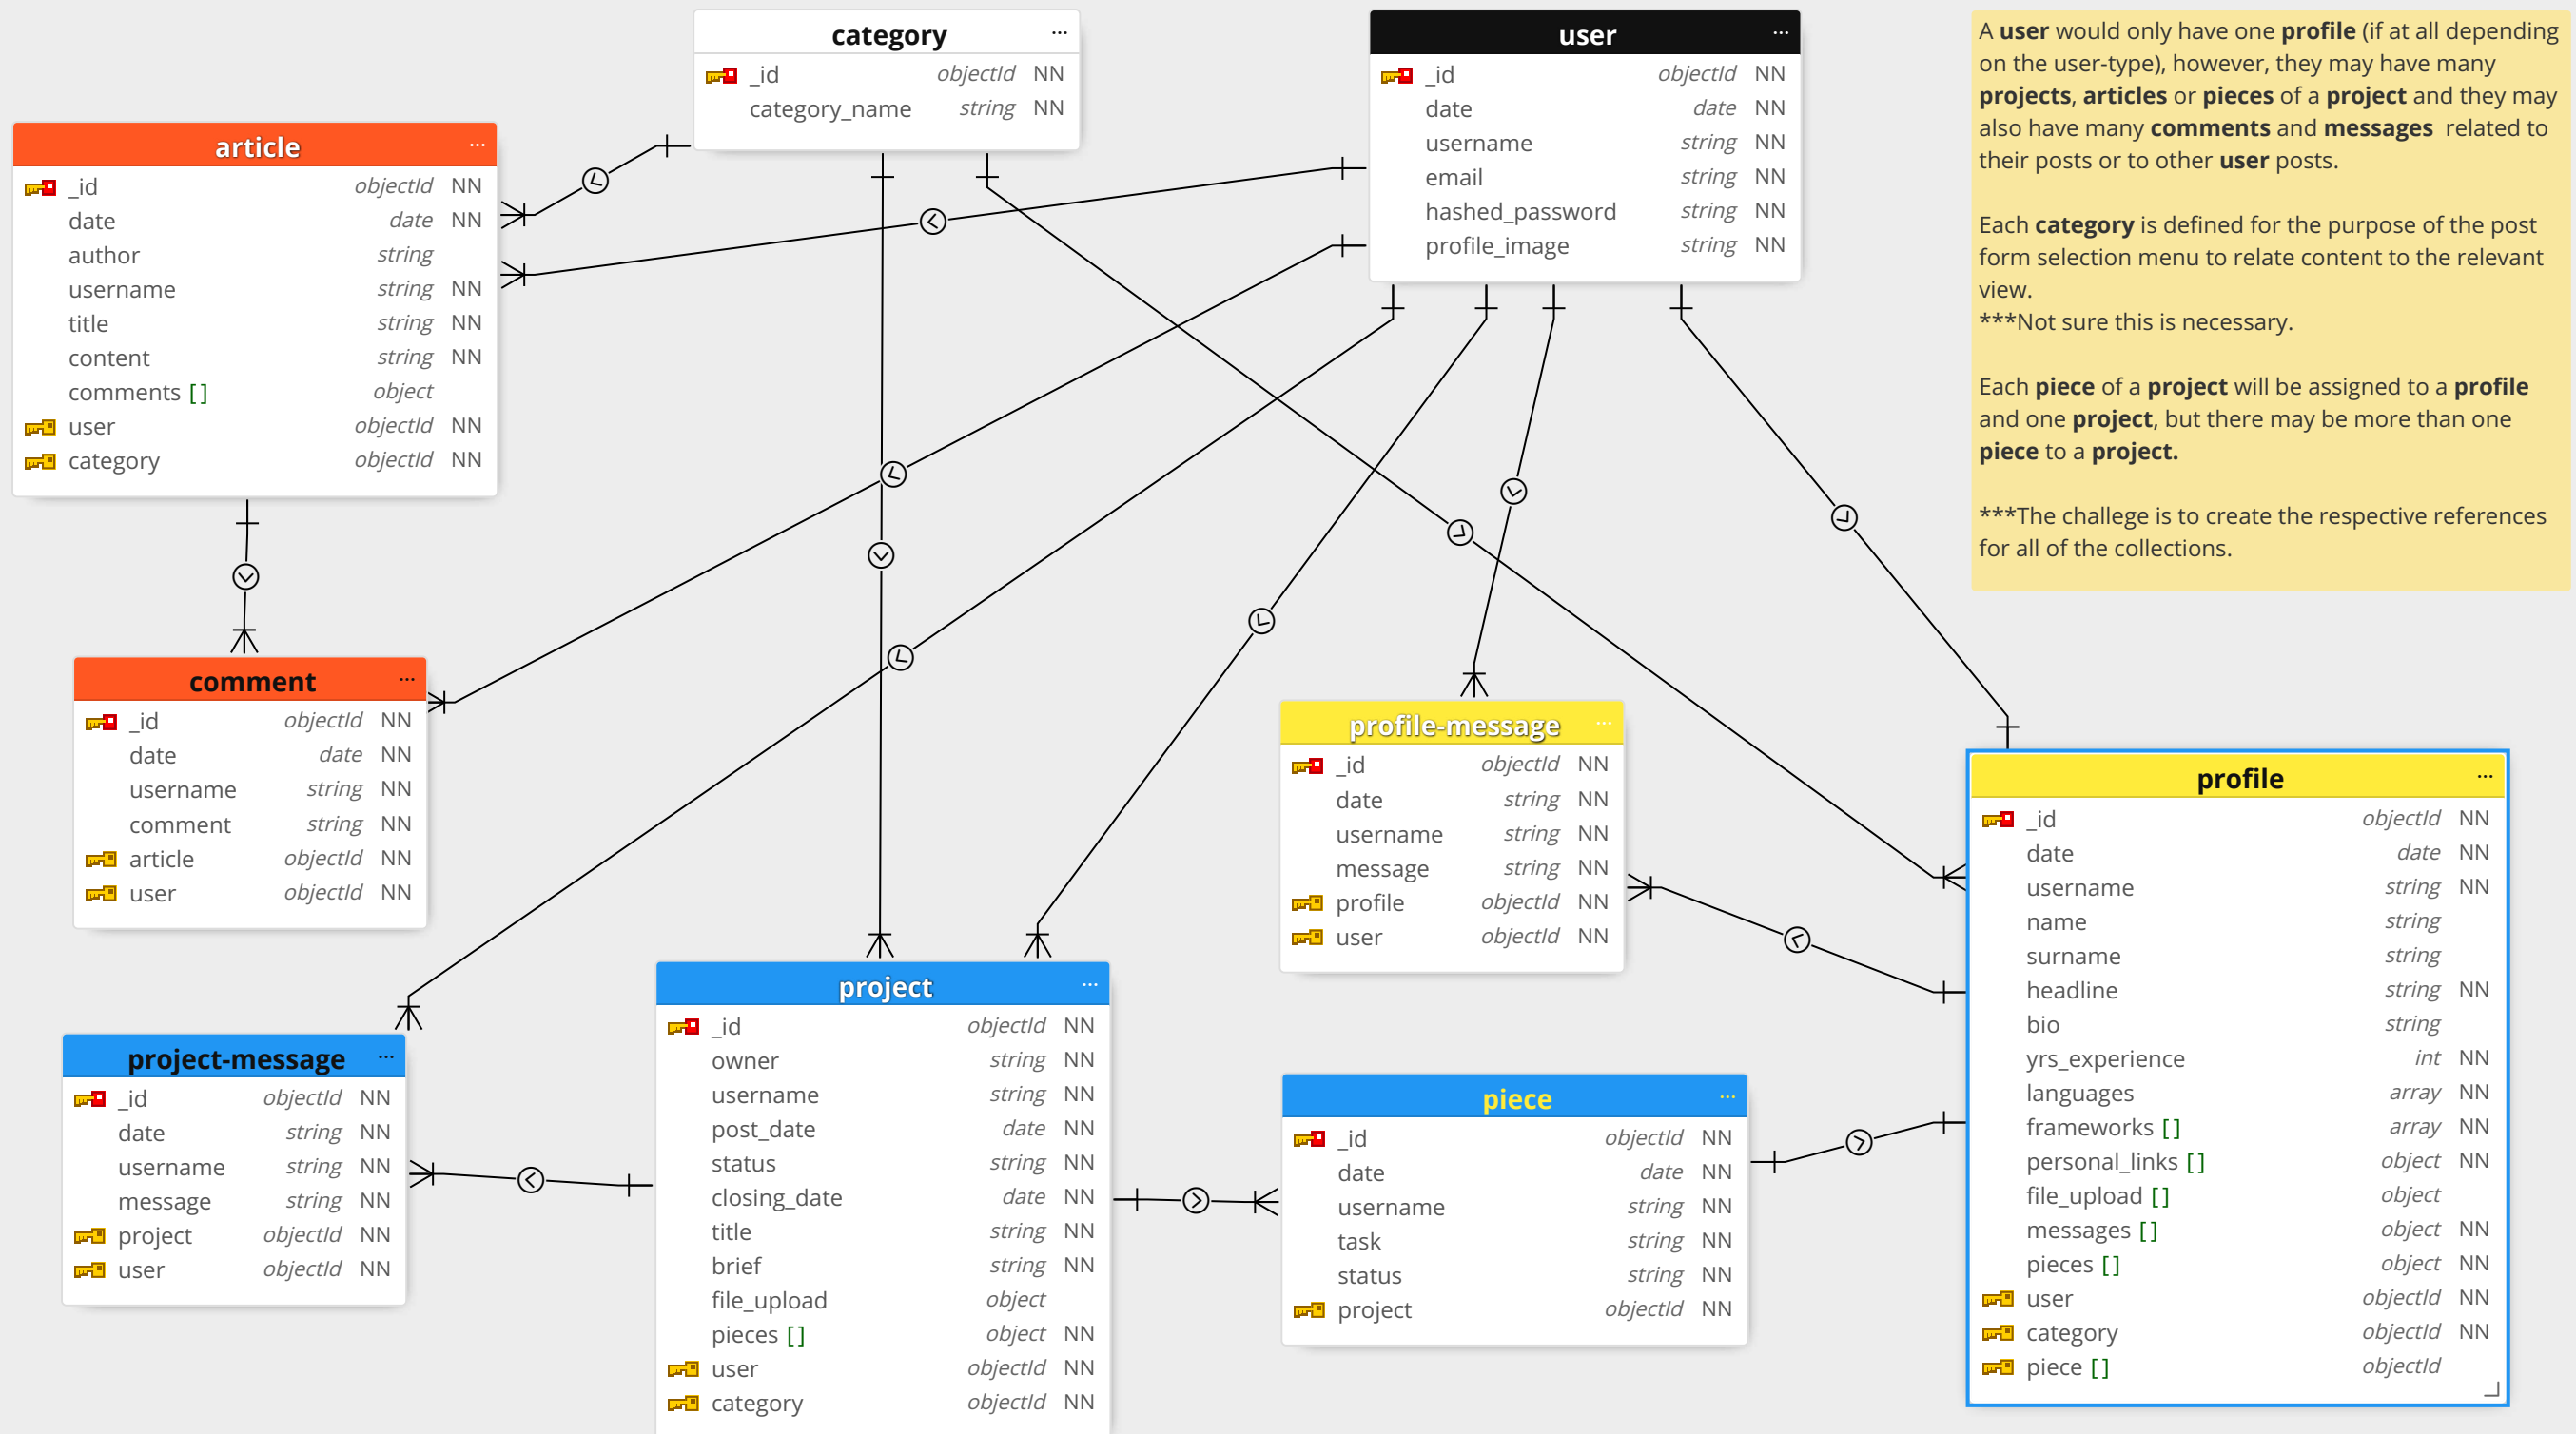 category ...
_id objectId NN
category_name string NN
user ...
_id objectId NN
date date NN
username string NN
email string NN
hashed_password string NN
profile_image string NN
A user would only have one profile (if at all depending
on the user-type), however, they may have many
projects, articles or pieces of a project and they may
also have many comments and messages related to
their posts or to other user posts.
Each category is defined for the purpose of the post
form selection menu to relate content to the relevant
view.
***Not sure this is necessary.
Each piece of a project will be assigned to a profile
and one project, but there may be more than one
piece to a project.
***The challege is to create the respective references
for all of the collections.
article ...
_id objectId NN
date date NN
author string
username string NN
title string NN
content string NN
comments [ ] object
user objectId NN
category objectId NN
comment ...
_id objectId NN
date date NN
username string NN
comment string NN
article objectId NN
user objectId NN
profile-message ...
_id objectId NN
date string NN
username string NN
message string NN
profile objectId NN
user objectId NN
profile ...
_id objectId NN
date date NN
username string NN
name string
surname string
headline string NN
bio string
yrs_experience int NN
languages array NN
frameworks [ ] array NN
personal_links [ ] object NN
file_upload [ ] object
messages [ ] object NN
pieces [ ] object NN
user objectId NN
category objectId NN
piece [ ] objectId
project-message ...
_id objectId NN
date string NN
username string NN
message string NN
project objectId NN
user objectId NN
project ...
_id objectId NN
owner string NN
username string NN
post_date date NN
status string NN
closing_date date NN
title string NN
brief string NN
file_upload object
pieces [ ] object NN
user objectId NN
category objectId NN
piece ...
_id objectId NN
date date NN
username string NN
task string NN
status string NN
project objectId NN